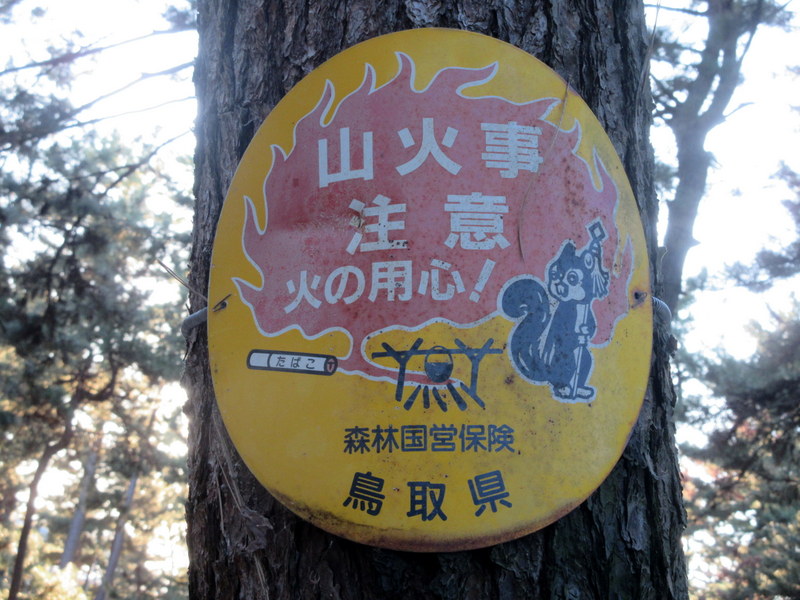 山火事
注意
火の用心!
たばこ
森林国営保険
鳥取県